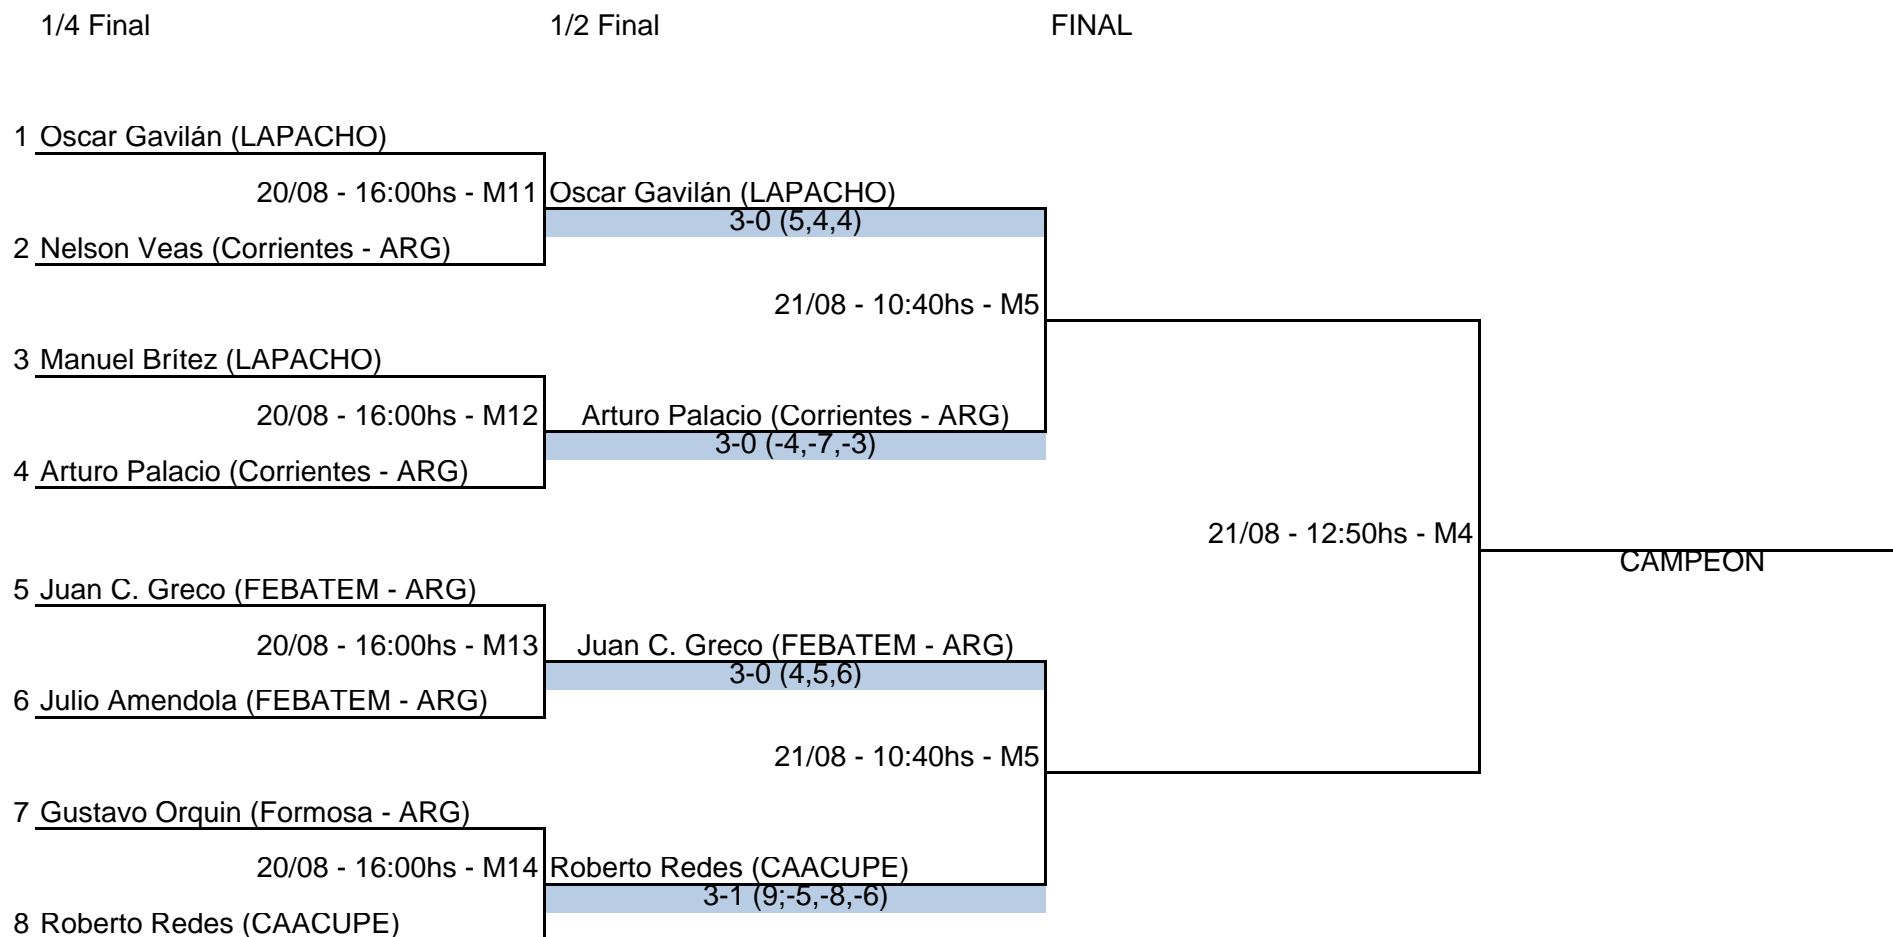 1/4 Final 1/2 Final FINAL
1 Oscar Gavilán (LAPACHO)
20/08 - 16:00hs - M11 Oscar Gavilán (LAPACHO)
3-0 (5,4,4)
2 Nelson Veas (Corrientes - ARG)
21/08 - 10:40hs - M5
3 Manuel Brítez (LAPACHO)
20/08 - 16:00hs - M12 Arturo Palacio (Corrientes - ARG)
3-0 (-4,-7,-3)
4 Arturo Palacio (Corrientes - ARG)
21/08 - 12:50hs - M4
CAMPEON
5 Juan C. Greco (FEBATEM - ARG)
20/08 - 16:00hs - M13 Juan C. Greco (FEBATEM - ARG)
3-0 (4,5,6)
6 Julio Amendola (FEBATEM - ARG)
21/08 - 10:40hs - M5
7 Gustavo Orquin (Formosa - ARG)
20/08 - 16:00hs - M14 Roberto Redes (CAACUPE)
3-1 (9;-5,-8,-6)
8 Roberto Redes (CAACUPE)